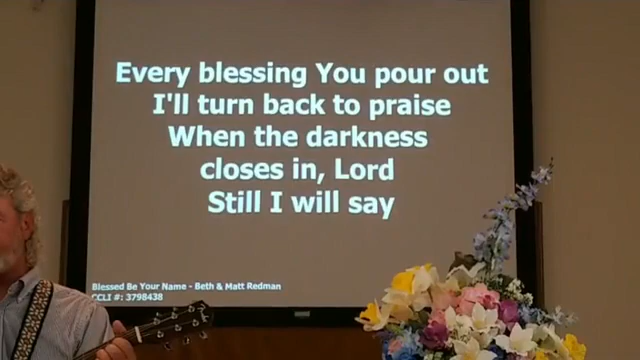 Every blessing You pour out
I'll turn back to praise
When the darkness
closes in, Lord
Still I will say
Blessed Be Your Name - Beth & Matt Redman
CCLI #: 3798438